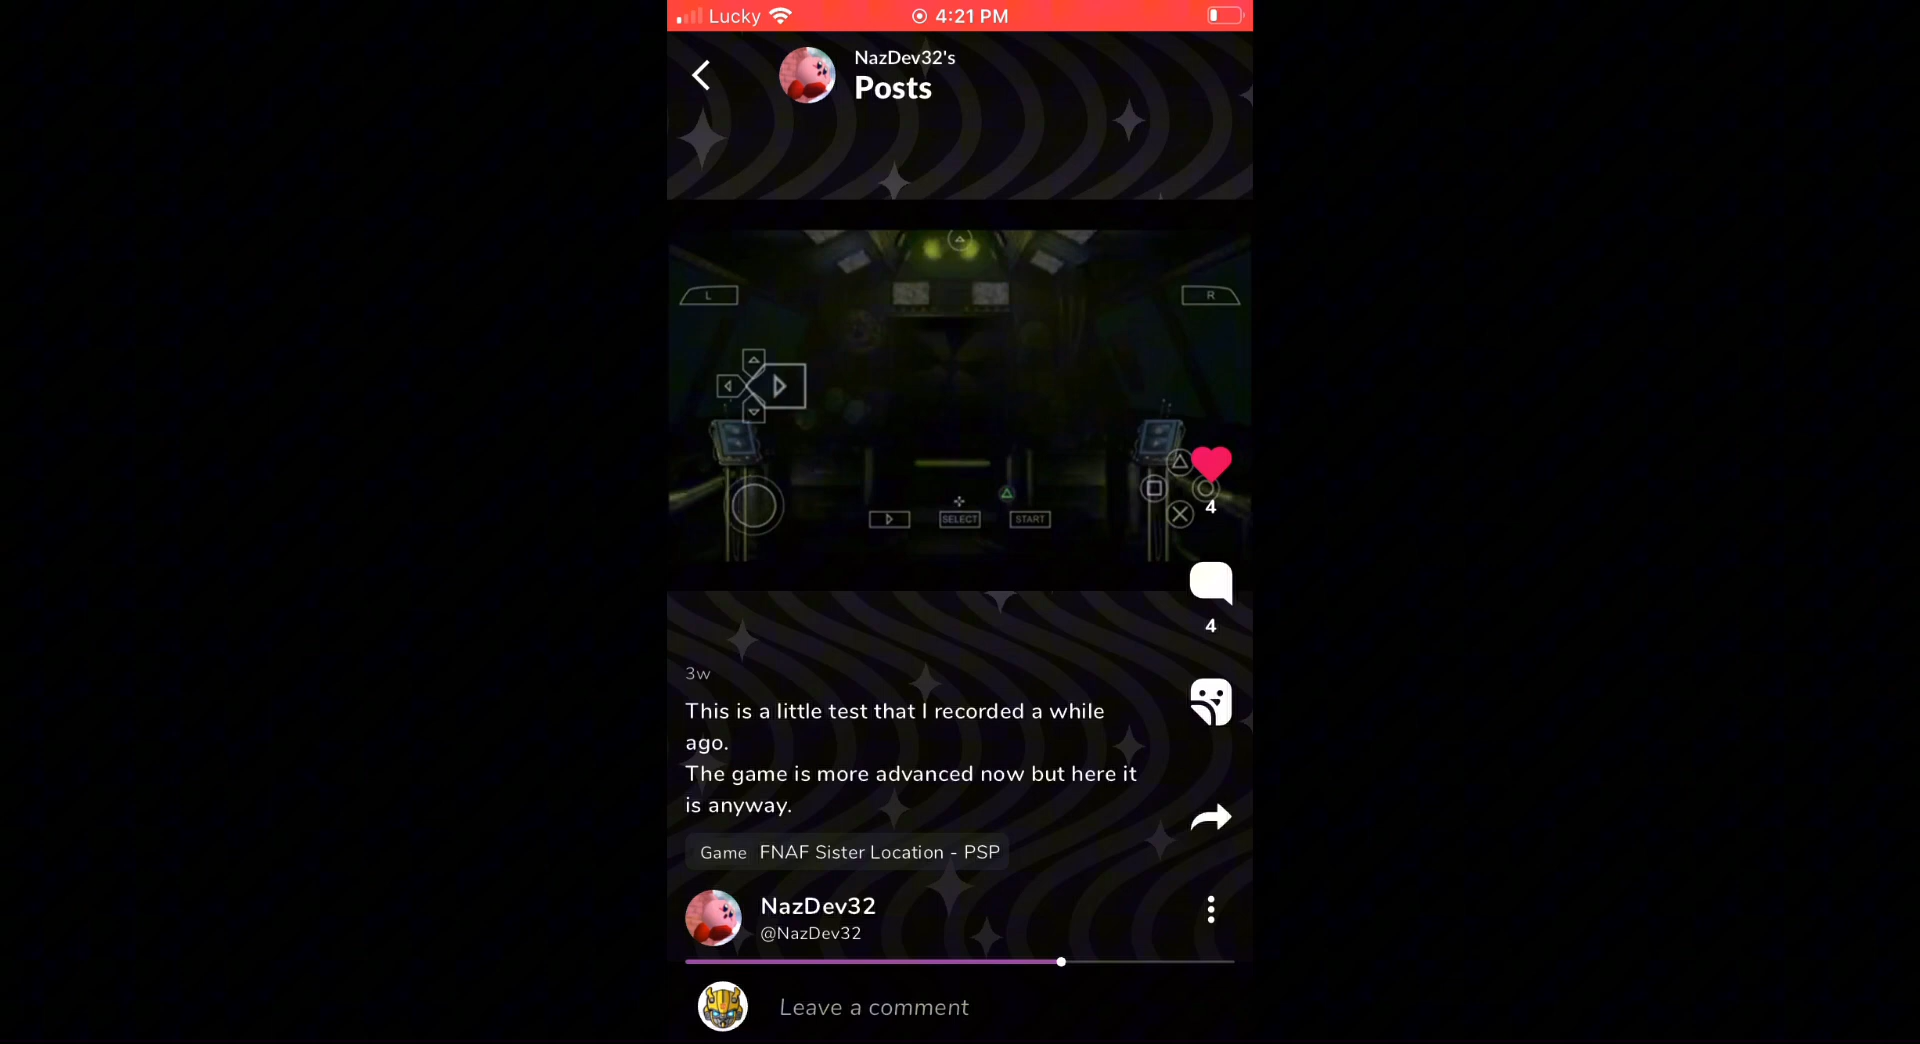 Lucky
4:21 PM
NazDev32's
Posts
L
R
SELECT
START
4
4
3w
This is a little test that I recorded a while
ago.
The game is more advanced now but here it
is anyway.
Game FNAF Sister Location - PSP
NazDev32
@NazDev32
Leave a comment